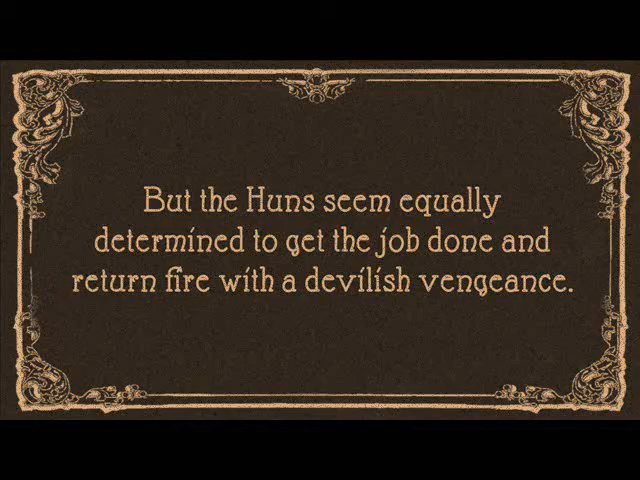 But the Huns seem equally
determined to get the job done and
return fire with a devilish vengeance.